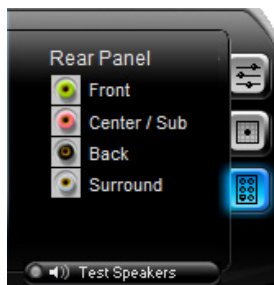 Rear Panel
Front
Center / Sub
Back
Surround
Test Speakers